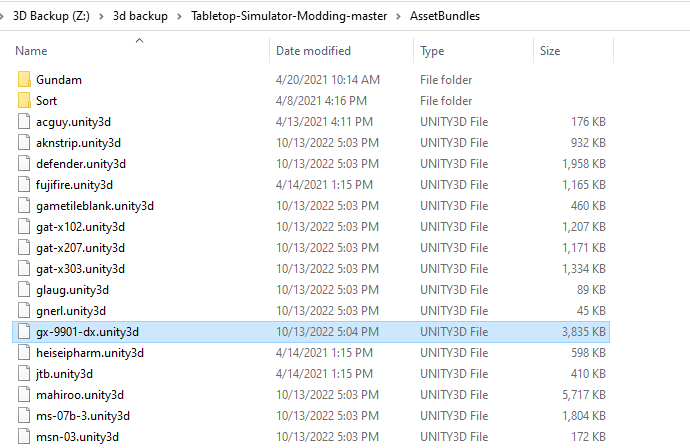 3D Backup (Z:) > 3d backup > Tabletop-Simulator-Modding-master > AssetBundles
Name Date modified Type Size
Gundam 4/20/2021 10:14 AM File folder
Sort 4/8/2021 4:16 PM File folder
acguy.unity3d 4/13/2021 4:11 PM UNITY3D File 176 KB
aknstrip.unity3d 10/13/2022 5:03 PM UNITY3D File 932 KB
defender.unity3d 10/13/2022 5:03 PM UNITY3D File 1,958 KB
fujifire.unity3d 4/14/2021 1:15 PM UNITY3D File 1,165 KB
gametileblank.unity3d 10/13/2022 5:03 PM UNITY3D File 460 KB
gat-x102.unity3d 10/13/2022 5:03 PM UNITY3D File 1,207 KB
gat-x207.unity3d 10/13/2022 5:03 PM UNITY3D File 1,171 KB
gat-x303.unity3d 10/13/2022 5:03 PM UNITY3D File 1,334 KB
glaug.unity3d 10/13/2022 5:03 PM UNITY3D File 89 KB
gnerl.unity3d 10/13/2022 5:03 PM UNITY3D File 45 KB
gx-9901-dx.unity3d 10/13/2022 5:04 PM UNITY3D File 3,835 KB
heiseipharm.unity3d 4/14/2021 1:15 PM UNITY3D File 598 KB
jtb.unity3d 4/14/2021 1:15 PM UNITY3D File 410 KB
mahiroo.unity3d 10/13/2022 5:03 PM UNITY3D File 5,717 KB
ms-07b-3.unity3d 10/13/2022 5:03 PM UNITY3D File 1,804 KB
msn-03.unity3d 10/13/2022 5:03 PM UNITY3D File 172 KB